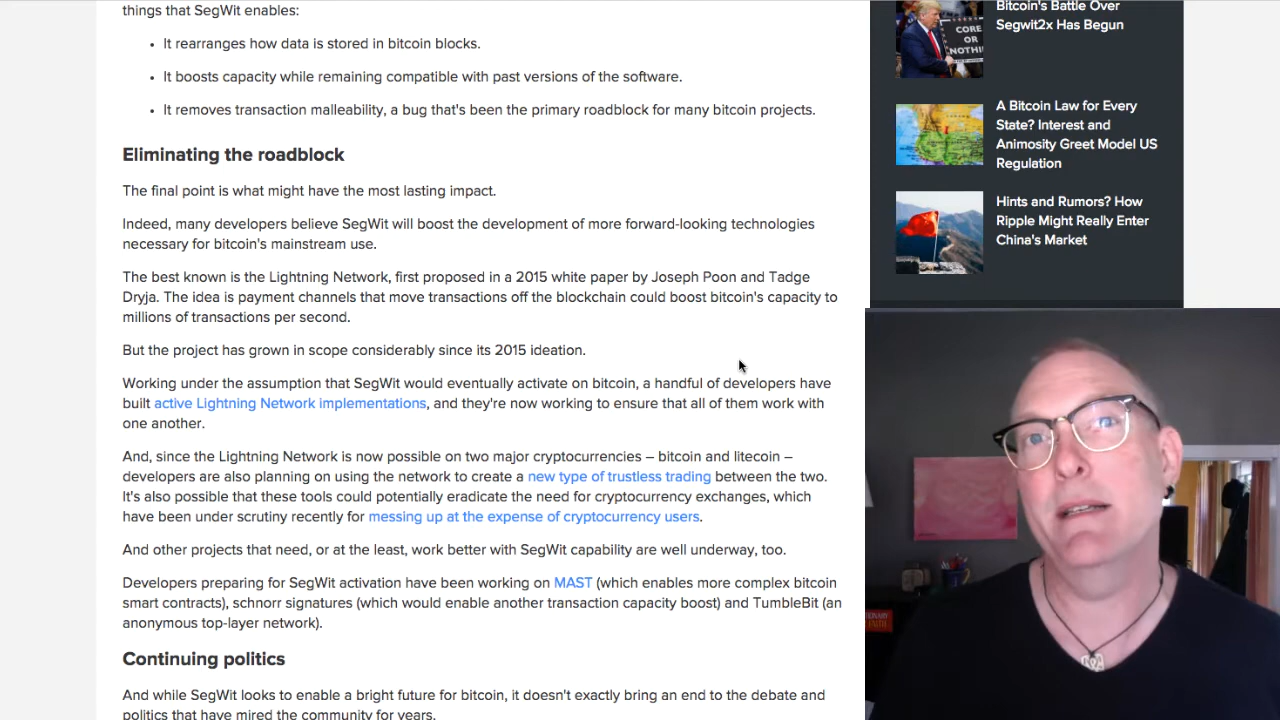 things that SegWit enables:
• It rearranges how data is stored in bitcoin blocks.
• It boosts capacity while remaining compatible with past versions of the software.
• It removes transaction malleability, a bug that's been the primary roadblock for many bitcoin projects.
Eliminating the roadblock
The final point is what might have the most lasting impact.
Indeed, many developers believe SegWit will boost the development of more forward-looking technologies
necessary for bitcoin's mainstream use.
The best known is the Lightning Network, first proposed in a 2015 white paper by Joseph Poon and Tadge
Dryja. The idea is payment channels that move transactions off the blockchain could boost bitcoin's capacity to
millions of transactions per second.
But the project has grown in scope considerably since its 2015 ideation.
Working under the assumption that SegWit would eventually activate on bitcoin, a handful of developers have
built active Lightning Network implementations, and they're now working to ensure that all of them work with
one another.
And, since the Lightning Network is now possible on two major cryptocurrencies – bitcoin and litecoin –
developers are also planning on using the network to create a new type of trustless trading between the two.
It's also possible that these tools could potentially eradicate the need for cryptocurrency exchanges, which
have been under scrutiny recently for messing up at the expense of cryptocurrency users.
And other projects that need, or at the least, work better with SegWit capability are well underway, too.
Developers preparing for SegWit activation have been working on MAST (which enables more complex bitcoin
smart contracts), schnorr signatures (which would enable another transaction capacity boost) and TumbleBit (an
anonymous top-layer network).
Continuing politics
And while SegWit looks to enable a bright future for bitcoin, it doesn't exactly bring an end to the debate and
politics that have mired the community for years.
Bitcoin's Battle Over
Segwit2x Has Begun
CORE
OR
NOTHI
A Bitcoin Law for Every
State? Interest and
Animosity Greet Model US
Regulation
Hints and Rumors? How
Ripple Might Really Enter
China's Market